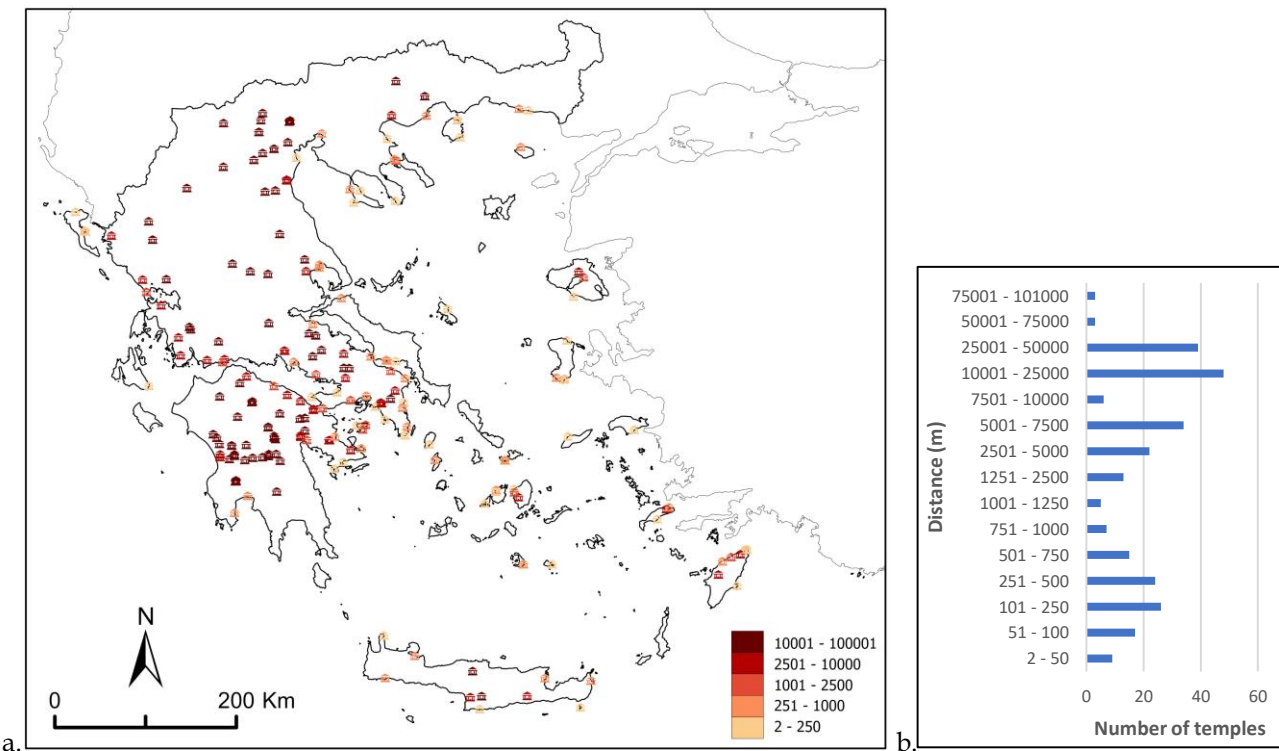 N
0
200 Km
10001 - 100001
2501 - 10000
1001 - 2500
251 - 1000
2 - 250
a.
75001 - 101000
50001 - 75000
25001 - 50000
10001 - 25000
7501 - 10000
5001 - 7500
2501 - 5000
1251 - 2500
1001 - 1250
751 - 1000
501 - 750
251 - 500
101 - 250
51 - 100
2 - 50
Distance (m)
0 20 40 60
Number of temples
b.